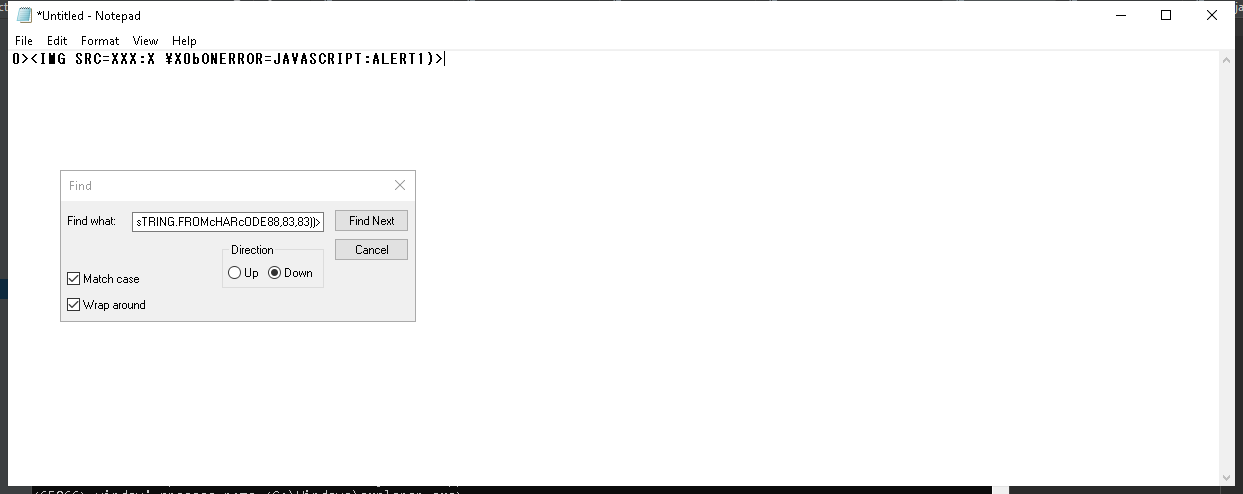 *Untitled - Notepad
File Edit Format View Help
O><IMG SRC=XXX:X ¥X0bONERROR=JAVASCRIPT:ALERT1)>
Find
Find what: sTRING.FROMcHARcODE88,83,83))> Find Next
Direction Cancel
Up Down
Match case
Wrap around